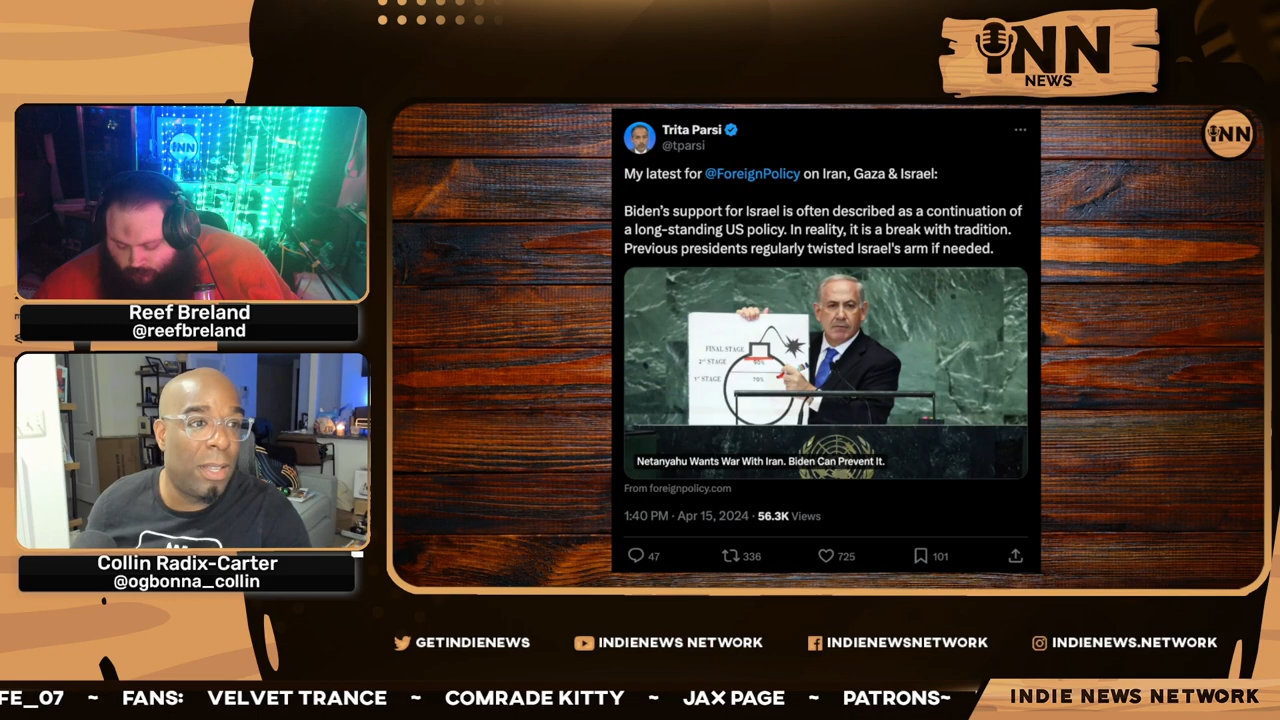 iNN
NEWS
iNN
iNN
Reef Breland
@reefbreland
Collin Radix-Carter
@ogbonna_collin
Trita Parsi
@tparsi
My latest for @ForeignPolicy on Iran, Gaza & Israel:
Biden's support for Israel is often described as a continuation of
a long-standing US policy. In reality, it is a break with tradition.
Previous presidents regularly twisted Israel's arm if needed.
FINAL STAGE
2nd STAGE
90%
1st STAGE
70%
Netanyahu Wants War With Iran. Biden Can Prevent It.
From foreignpolicy.com
1:40 PM · Apr 15, 2024 · 56.3K Views
47 336 725 101
GETINDIENEWS INDIENEWS NETWORK INDIENEWSNETWORK INDIENEWS.NETWORK
FE_07 ~ FANS: VELVET TRANCE ~ COMRADE KITTY ~ JAX PAGE ~ PATRONS~
INDIE NEWS NETWORK